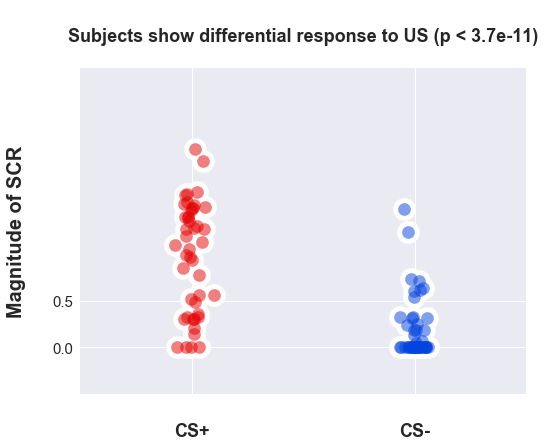 Subjects show differential response to US (p < 3.7e-11)
Magnitude of SCR
0.5
0.0
CS+
CS-